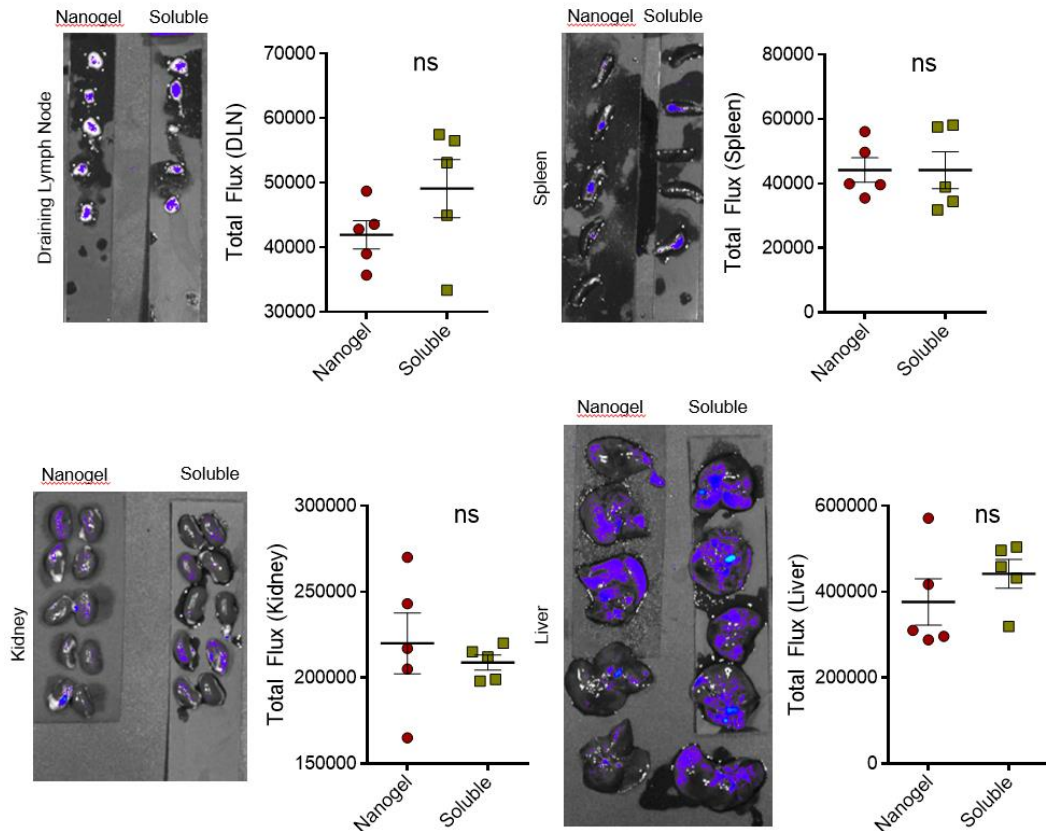 Nanogel Soluble
Draining Lymph Node
Total Flux (DLN)
70000
60000
50000
40000
30000
ns
Nanogel
Soluble
Nanogel Soluble
Spleen
Total Flux (Spleen)
80000
60000
40000
20000
0
ns
Nanogel
Soluble
Nanogel Soluble
Kidney
Total Flux (Kidney)
300000
250000
200000
150000
ns
Nanogel
Soluble
Nanogel Soluble
Liver
Total Flux (Liver)
600000
400000
200000
0
ns
Nanogel
Soluble